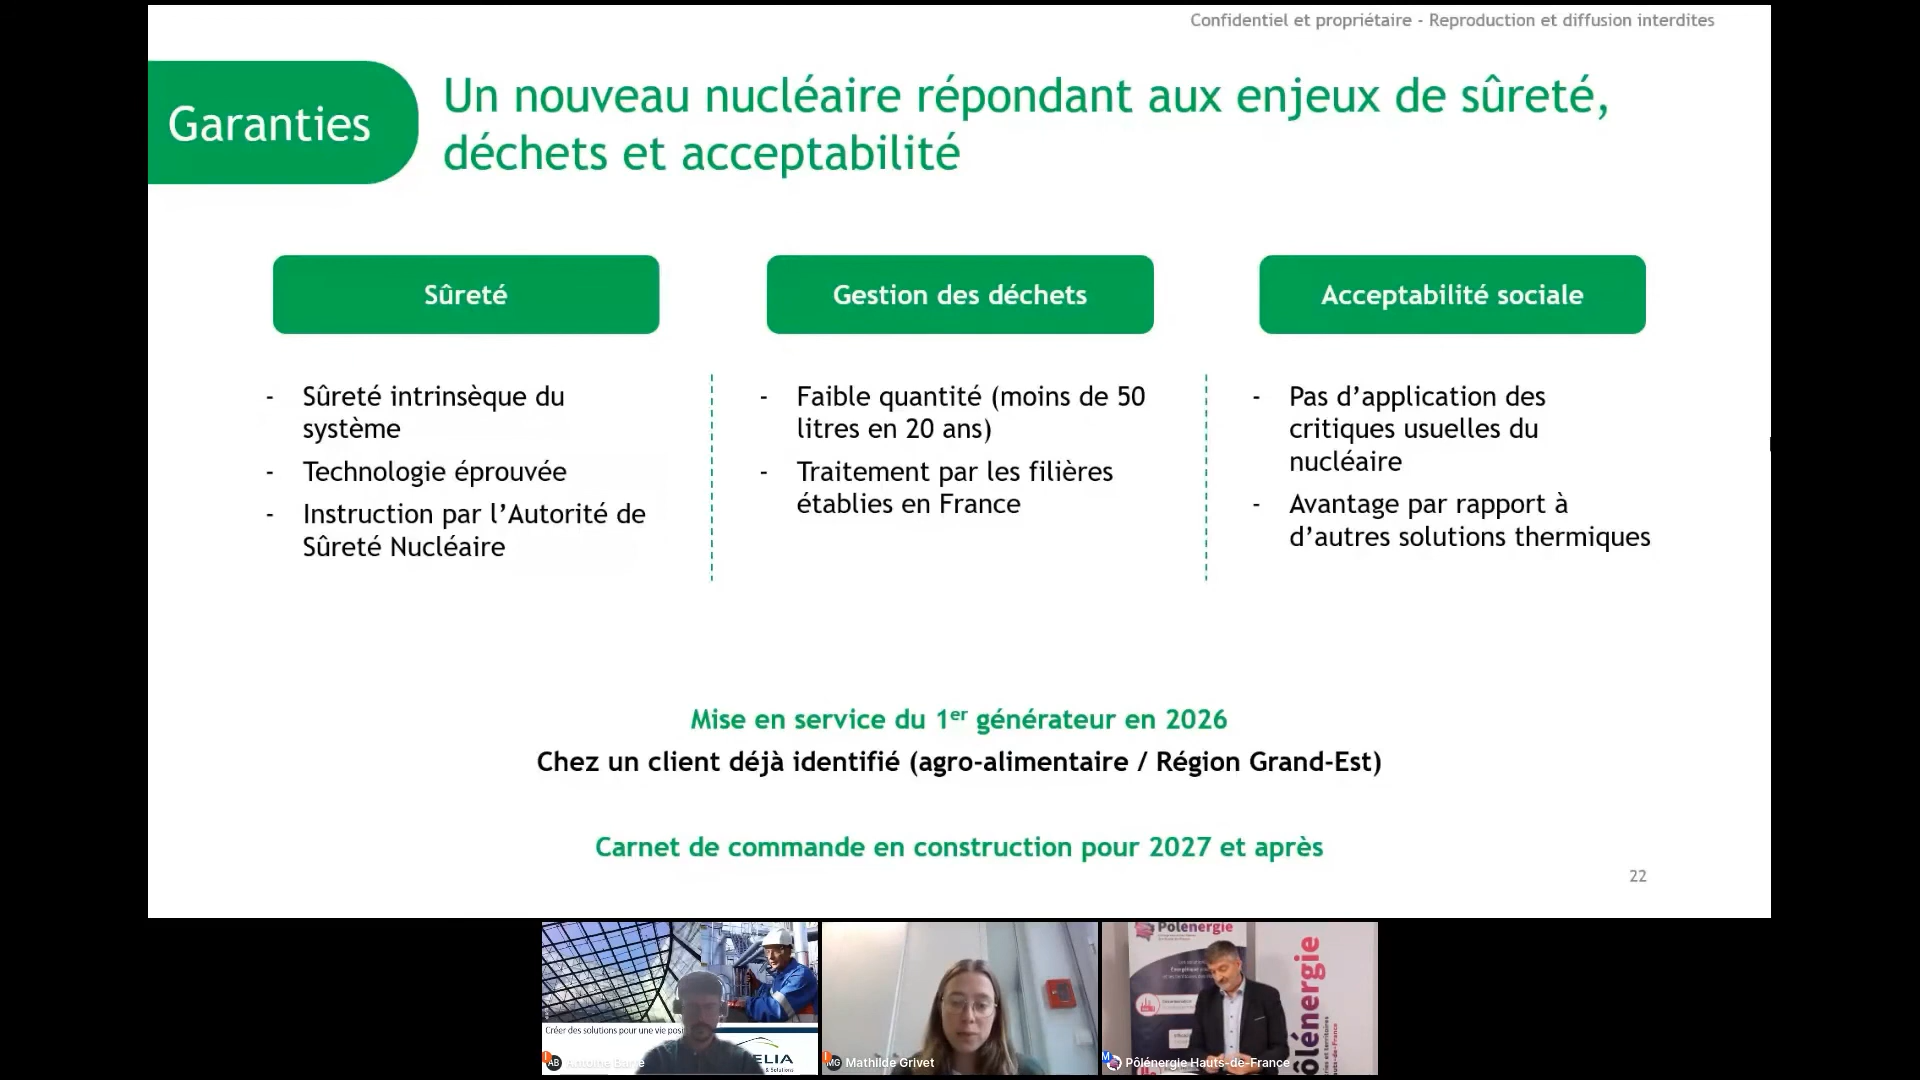 Confidentiel et propriétaire - Reproduction et diffusion interdites
Garanties
Un nouveau nucléaire répondant aux enjeux de sûreté,
déchets et acceptabilité
Sûreté
- Sûreté intrinsèque du
système
- Technologie éprouvée
- Instruction par l’Autorité de
Sûreté Nucléaire
Gestion des déchets
- Faible quantité (moins de 50
litres en 20 ans)
- Traitement par les filières
établies en France
Acceptabilité sociale
- Pas d’application des
critiques usuelles du
nucléaire
- Avantage par rapport à
d’autres solutions thermiques
Mise en service du 1er générateur en 2026
Chez un client déjà identifié (agro-alimentaire / Région Grand-Est)
Carnet de commande en construction pour 2027 et après
22
Créer des solutions pour une vie posi
ELIA
& Solutions
AB Antoine
MG Mathilde Grivet
Polenergie
olénergie
Pôlénergie Hauts-de-France